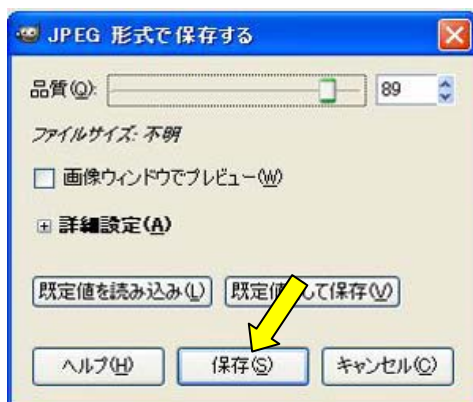 JPEG 形式で保存する
品質(Q): 89
ファイルサイズ: 不明
画像ウィンドウでプレビュー(W)
詳細設定(A)
既定値を読み込み(L) 既定値 して保存(V)
ヘルプ(H) 保存(S) キャンセル(C)